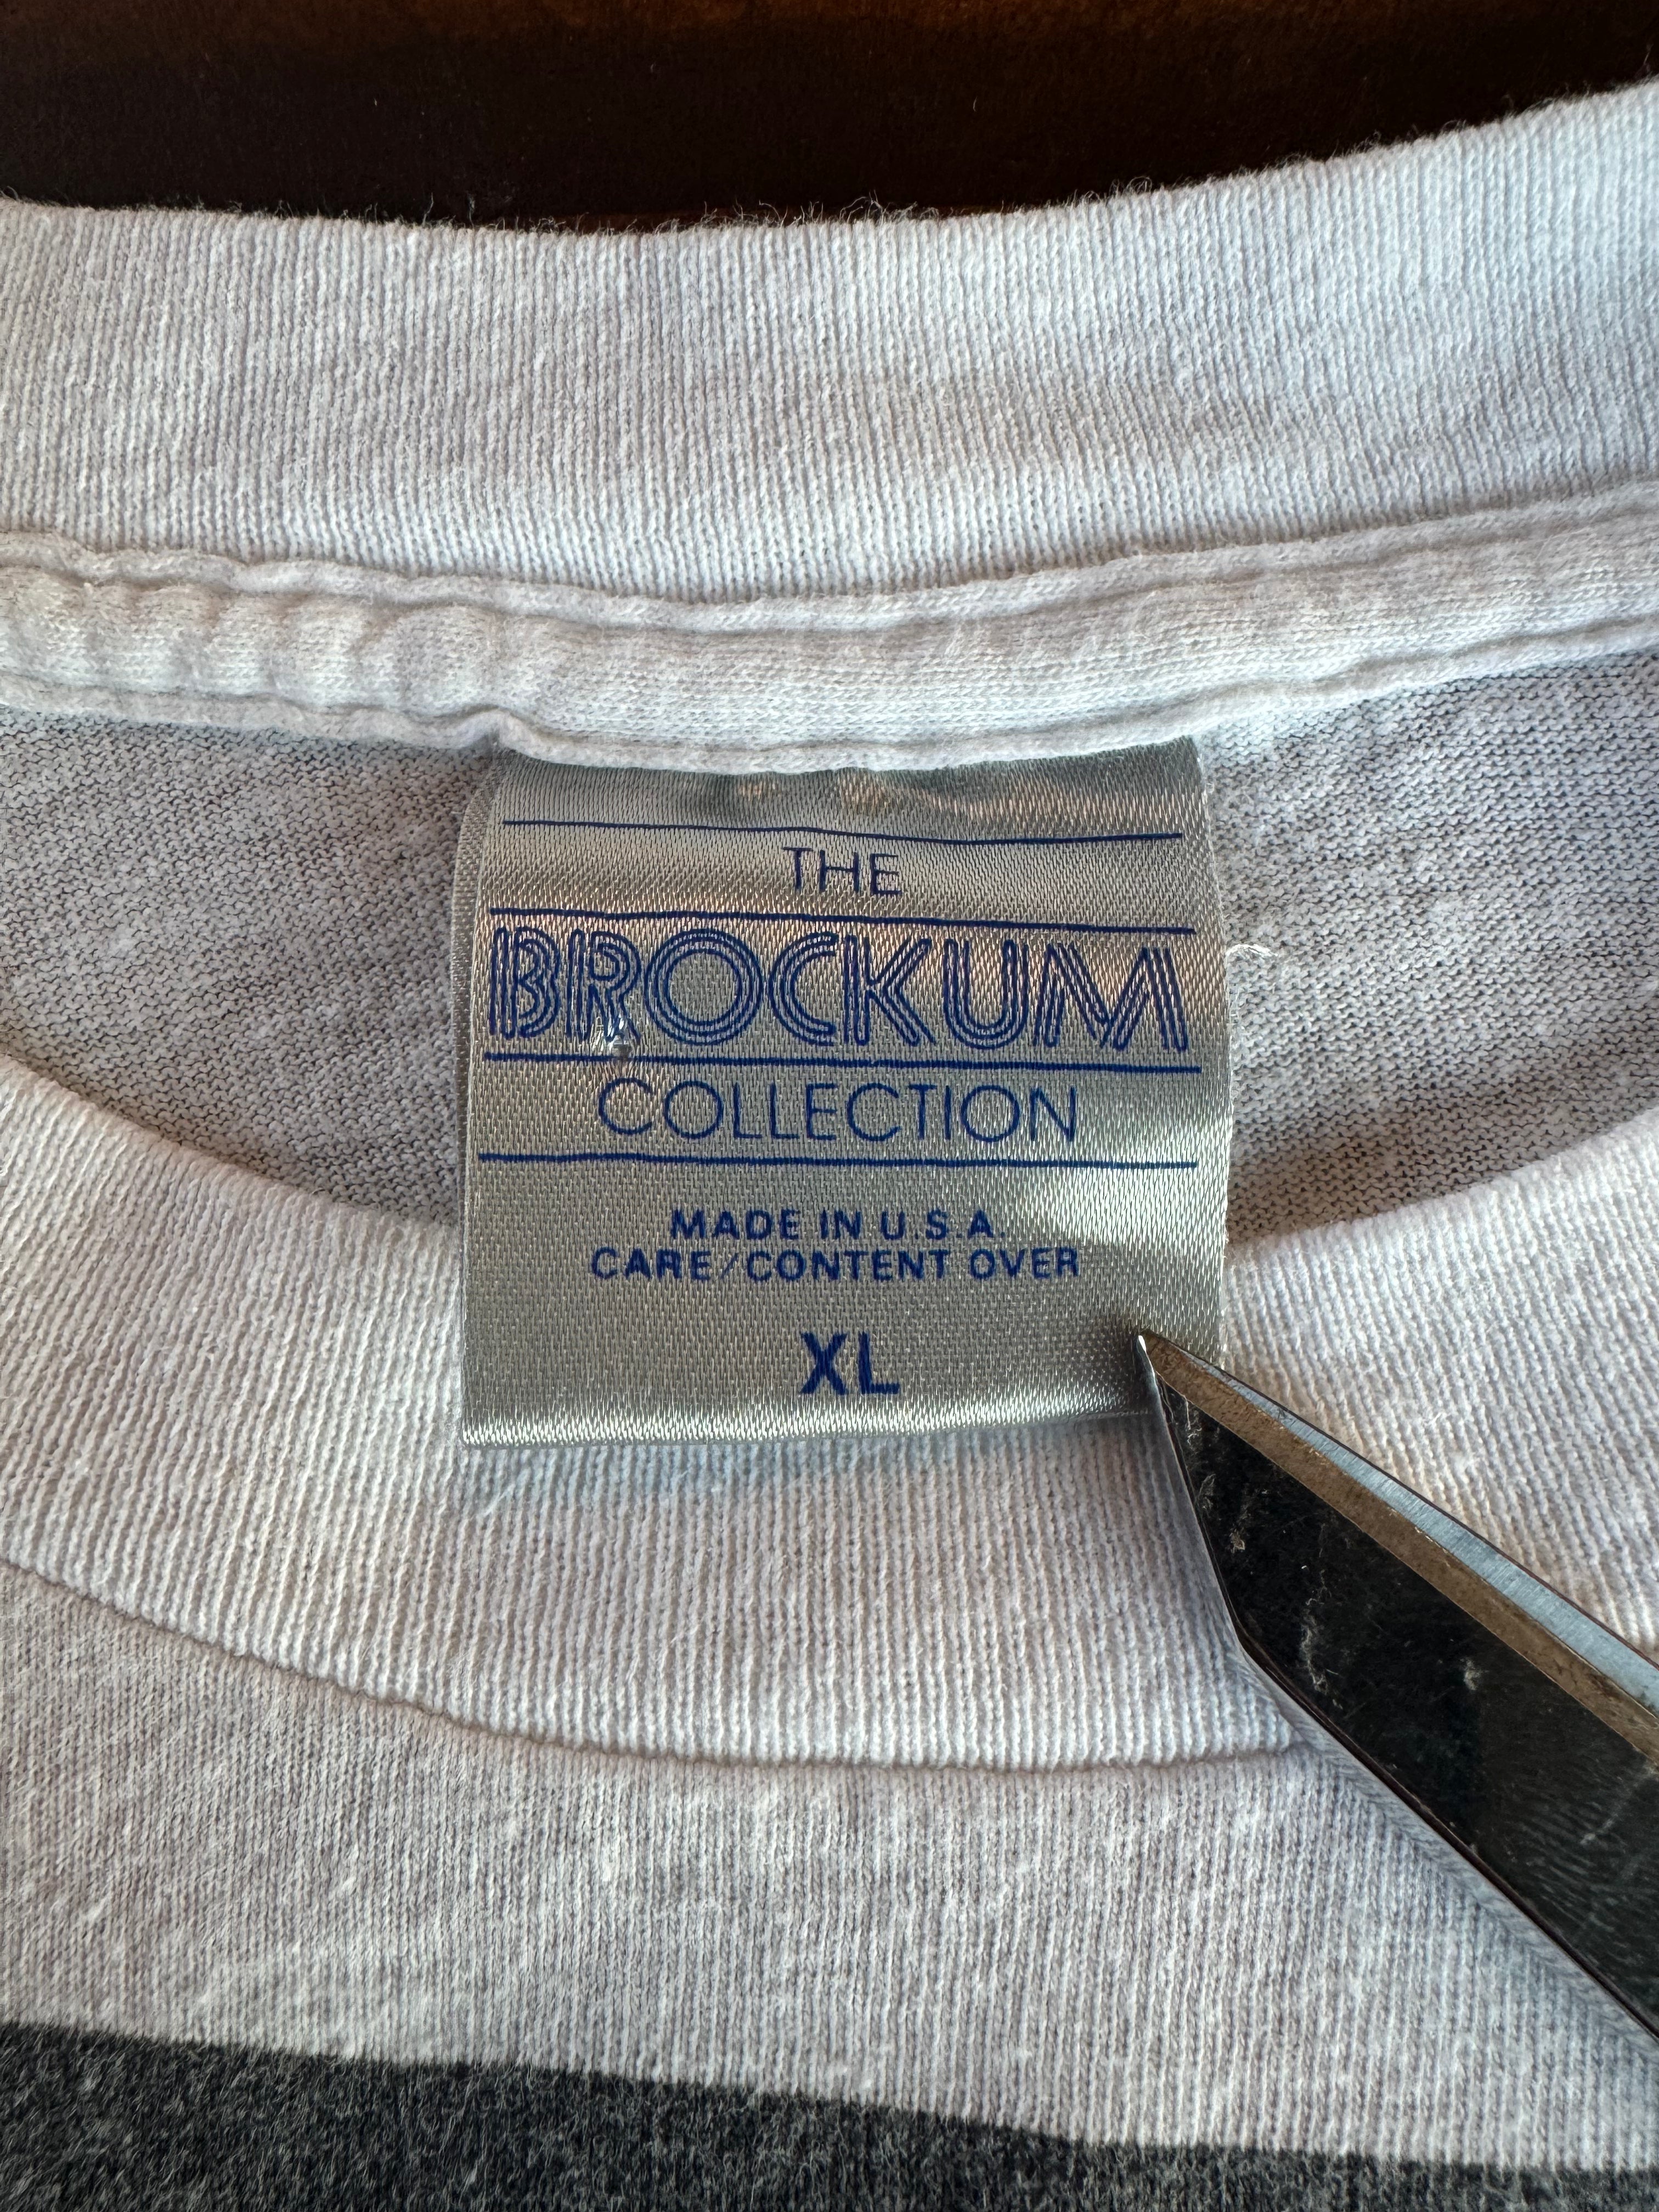 THE
BROCKUM
COLLECTION
MADE IN U.S.A.
CARE/CONTENT OVER
XL